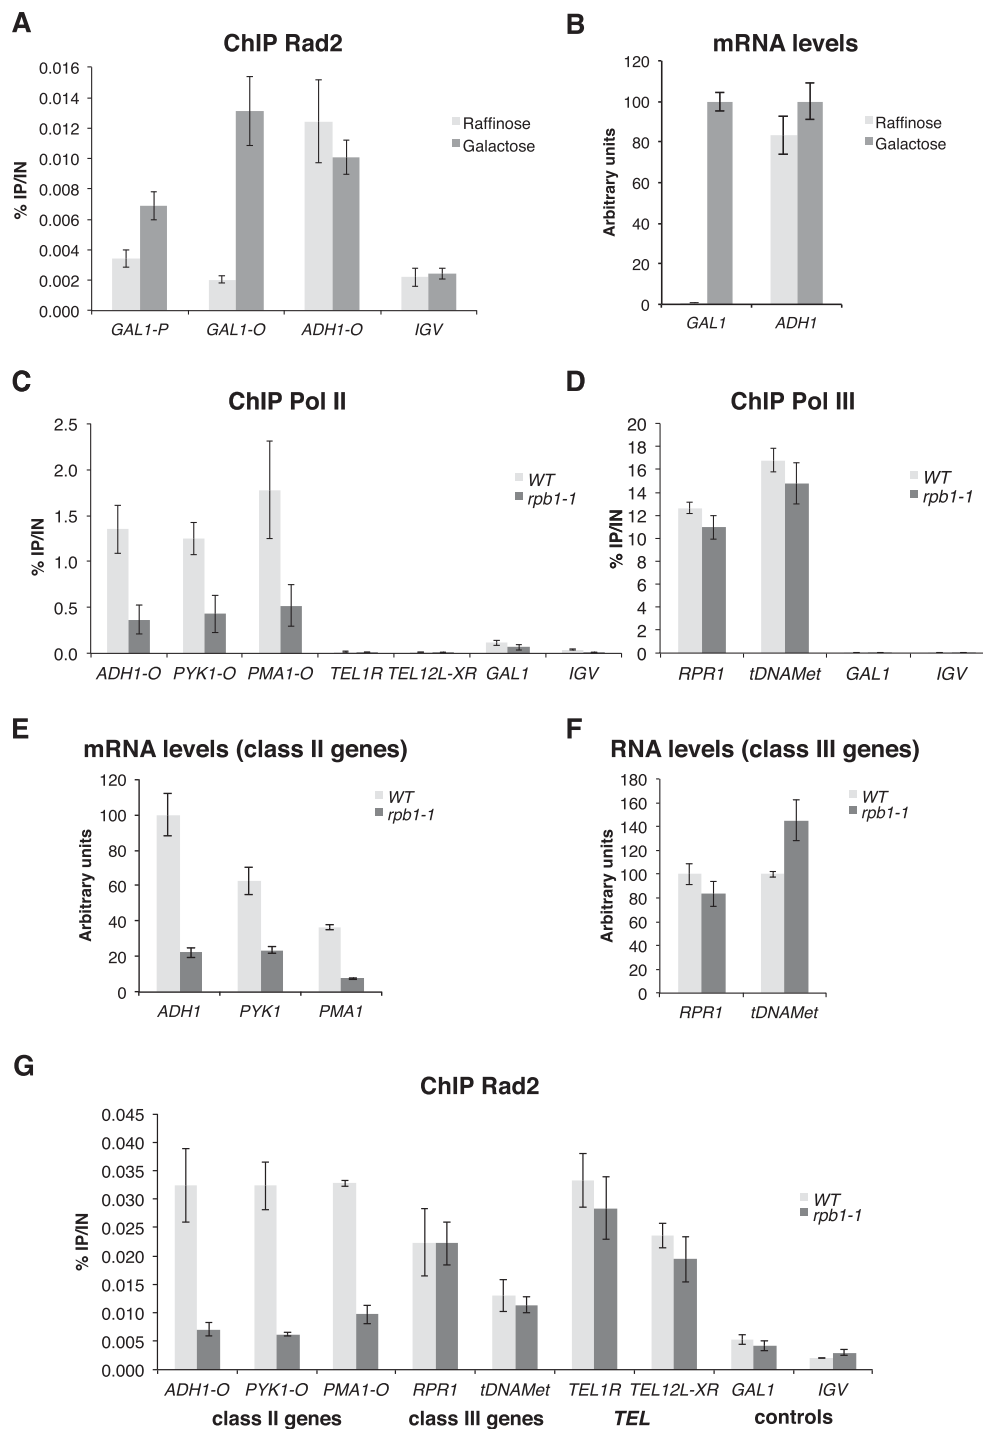 A
ChIP Rad2
% IP/IN
0.016
0.014
0.012
0.010
0.008
0.006
0.004
0.002
0.000
Raffinose
Galactose
GAL1-P GAL1-O ADH1-O IGV
B
mRNA levels
Arbitrary units
120
100
80
60
40
20
0
Raffinose
Galactose
GAL1 ADH1
C
ChIP Pol II
% IP/IN
2.5
2.0
1.5
1.0
0.5
0.0
WT
rpb1-1
ADH1-O PYK1-O PMA1-O TEL1R TEL12L-XR GAL1 IGV
D
ChIP Pol III
% IP/IN
20
18
16
14
12
10
8
6
4
2
0
WT
rpb1-1
RPR1 tDNAMet GAL1 IGV
E
mRNA levels (class II genes)
Arbitrary units
120
100
80
60
40
20
0
WT
rpb1-1
ADH1 PYK1 PMA1
F
RNA levels (class III genes)
Arbitrary units
180
160
140
120
100
80
60
40
20
0
WT
rpb1-1
RPR1 tDNAMet
G
ChIP Rad2
% IP/IN
0.045
0.040
0.035
0.030
0.025
0.020
0.015
0.010
0.005
0.000
WT
rpb1-1
ADH1-O PYK1-O PMA1-O RPR1 tDNAMet TEL1R TEL12L-XR GAL1 IGV
class II genes class III genes TEL controls